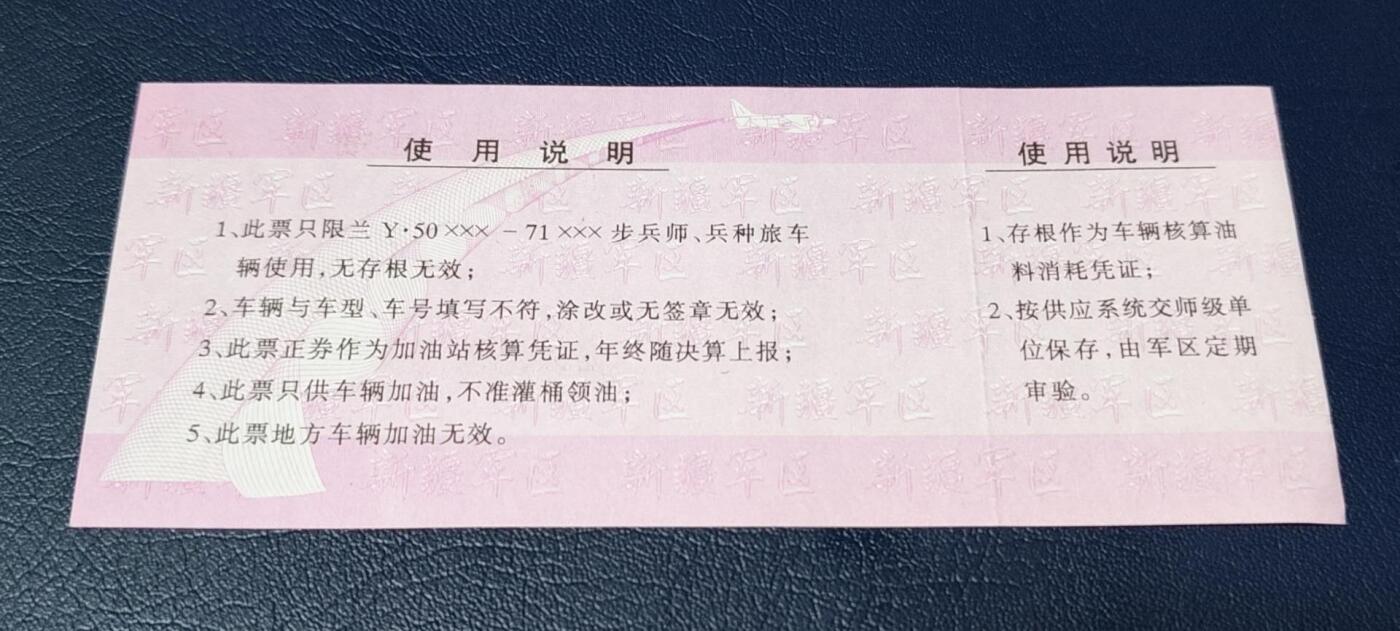 使用说明
1、此票只限兰 Y·50××× －71×××步兵师、兵种旅车
辆使用，无存根无效；
2、车辆与车型、车号填写不符，涂改或无签章无效；
3、此票正券作为加油站核算凭证，年终随决算上报；
4、此票只供车辆加油，不准灌桶领油；
5、此票地方车辆加油无效。
使用说明
1、存根作为车辆核算油
料消耗凭证；
2、按供应系统交师级单
位保存，由军区定期
审验。
新疆军区